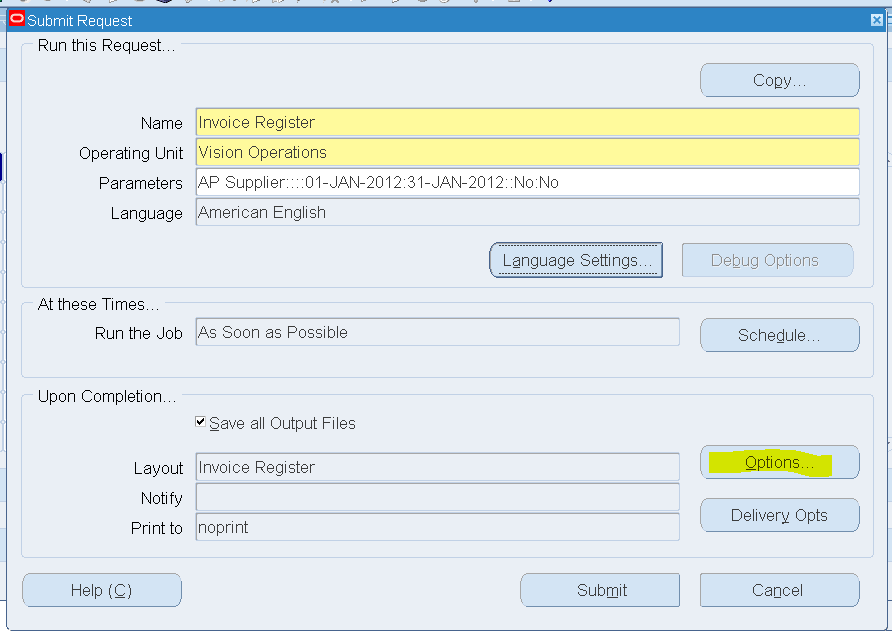 Submit Request
Run this Request...
Copy...
Name Invoice Register
Operating Unit Vision Operations
Parameters AP Supplier::::01-JAN-2012:31-JAN-2012::No:No
Language American English
Language Settings... Debug Options
At these Times...
Run the Job As Soon as Possible Schedule...
Upon Completion...
Save all Output Files
Layout Invoice Register Options...
Notify
Delivery Opts
Print to noprint
Help (C) Submit Cancel